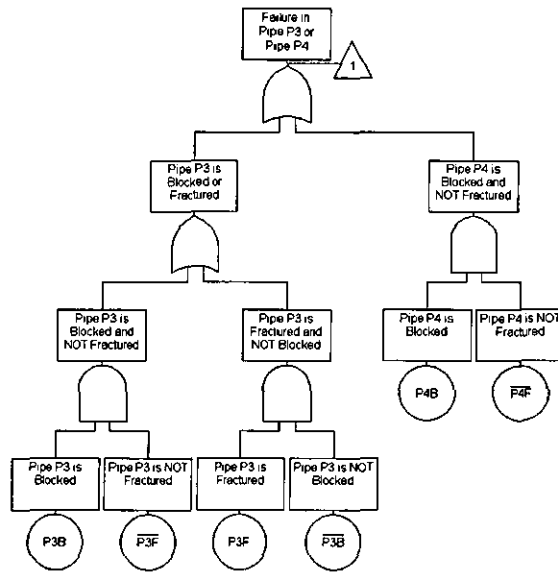 Failure in
Pipe P3 or
Pipe P4
1
Pipe P3 is
Blocked or
Fractured
Pipe P4 is
Blocked and
NOT Fractured
Pipe P3 is
Blocked and
NOT Fractured
Pipe P3 is
Fractured and
NOT Blocked
Pipe P4 is
Blocked
Pipe P4 is NOT
Fractured
P4B
P4F
Pipe P3 is
Blocked
Pipe P3 is NOT
Fractured
Pipe P3 is
Fractured
Pipe P3 is NOT
Blocked
P3B
P3F
P3F
P3B